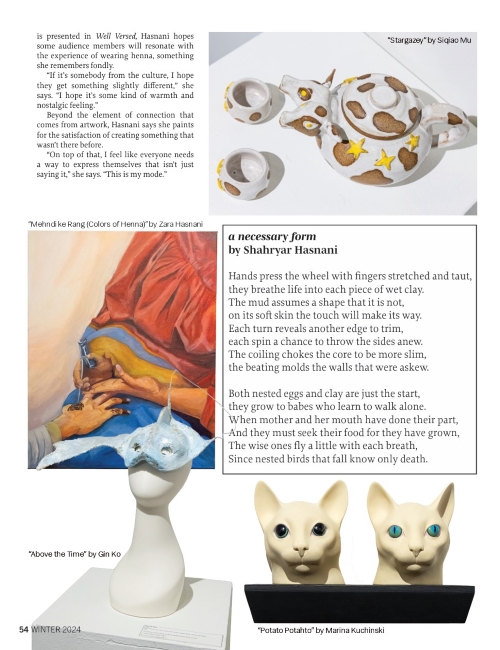 is presented in Well Versed, Hasnani hopes
some audience members will resonate with
the experience of wearing henna, something
she remembers fondly.
"If it's somebody from the culture, I hope
they get something slightly different," she
says. "I hope it's some kind of warmth and
nostalgic feeling."
Beyond the element of connection that
comes from artwork, Hasnani says she paints
for the satisfaction of creating something that
wasn't there before.
"On top of that, I feel like everyone needs
a way to express themselves that isn't just
saying it," she says. "This is my mode."
"Stargazey" by Siqiao Mu
"Mehndi ke Rang (Colors of Henna)" by Zara Hasnani
a necessary form
by Shahryar Hasnani
Hands press the wheel with fingers stretched and taut,
they breathe life into each piece of wet clay.
The mud assumes a shape that it is not,
on its soft skin the touch will make its way.
Each turn reveals another edge to trim,
each spin a chance to throw the sides anew.
The coiling chokes the core to be more slim,
the beating molds the walls that were askew.
Both nested eggs and clay are just the start,
they grow to babes who learn to walk alone.
When mother and her mouth have done their part,
And they must seek their food for they have grown,
The wise ones fly a little with each breath,
Since nested birds that fall know only death.
"Above the Time" by Gin Ko
"Potato Potahto" by Marina Kuchinski
54 WINTER 2024